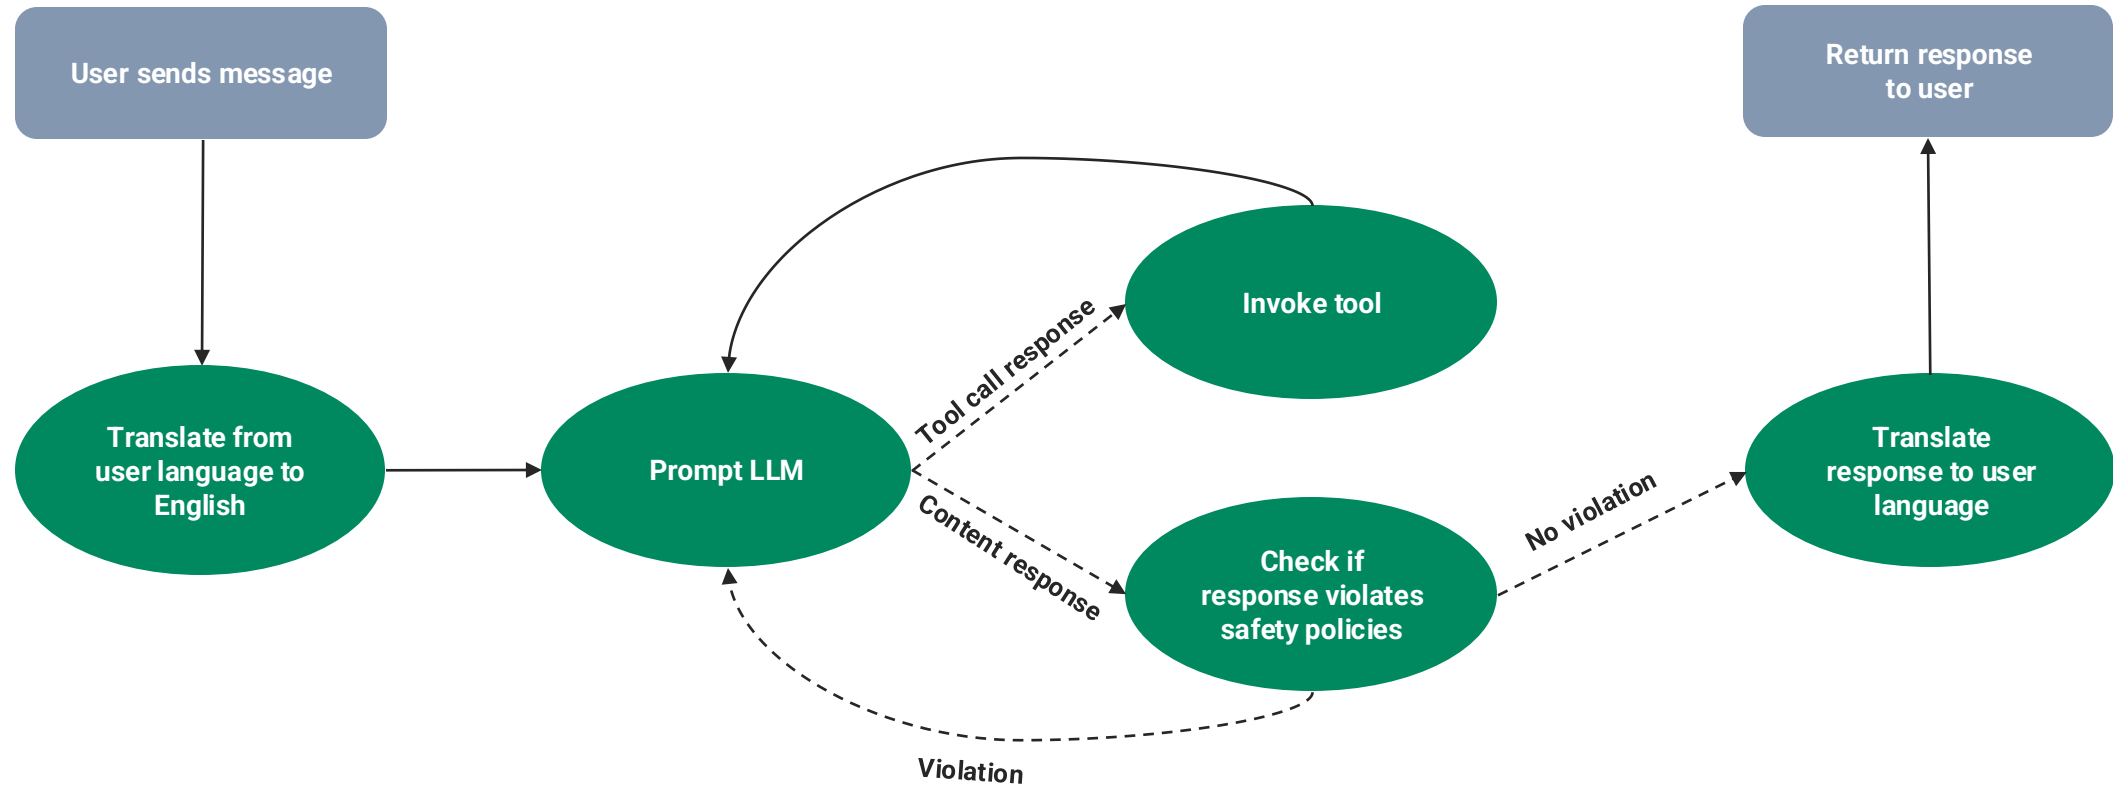 User sends message
Return response
to user
Invoke tool
Tool call response
Translate from
user language to
English
Prompt LLM
Content response
Check if
response violates
safety policies
No violation
Translate
response to user
language
Violation